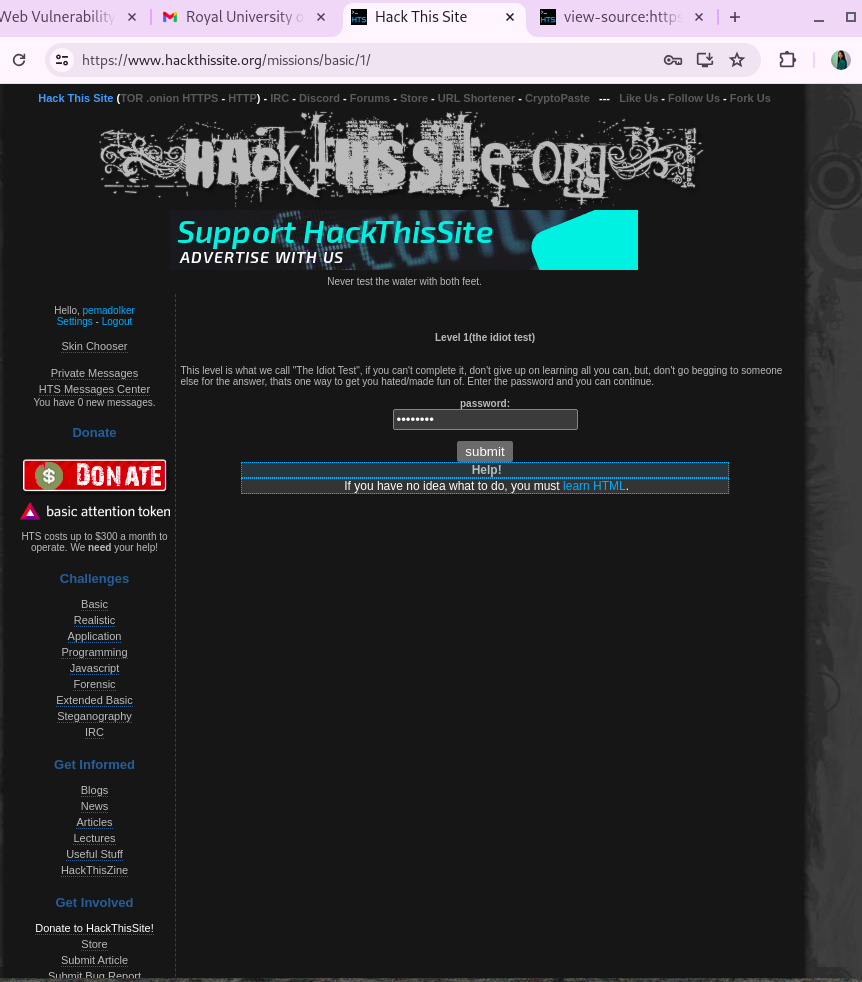 Web Vulnerability
Royal University o
Hack This Site
view-source:https
https://www.hackthissite.org/missions/basic/1/
Hack This Site (TOR .onion HTTPS - HTTP) - IRC - Discord - Forums - Store - URL Shortener - CryptoPaste --- Like Us - Follow Us - Fork Us
HAck THIS SItE.ORg
Support HackThisSite
ADVERTISE WITH US
Never test the water with both feet.
Hello, pemadolker
Settings - Logout
Skin Chooser
Private Messages
HTS Messages Center
You have 0 new messages.
Donate
DONATE
basic attention token
HTS costs up to $300 a month to
operate. We need your help!
Challenges
Basic
Realistic
Application
Programming
Javascript
Forensic
Extended Basic
Steganography
IRC
Get Informed
Blogs
News
Articles
Lectures
Useful Stuff
HackThisZine
Get Involved
Donate to HackThisSite!
Store
Submit Article
Submit Bug Report
Level 1(the idiot test)
This level is what we call "The Idiot Test", if you can't complete it, don't give up on learning all you can, but, don't go begging to someone
else for the answer, thats one way to get you hated/made fun of. Enter the password and you can continue.
password:
••••••••
submit
Help!
If you have no idea what to do, you must learn HTML.